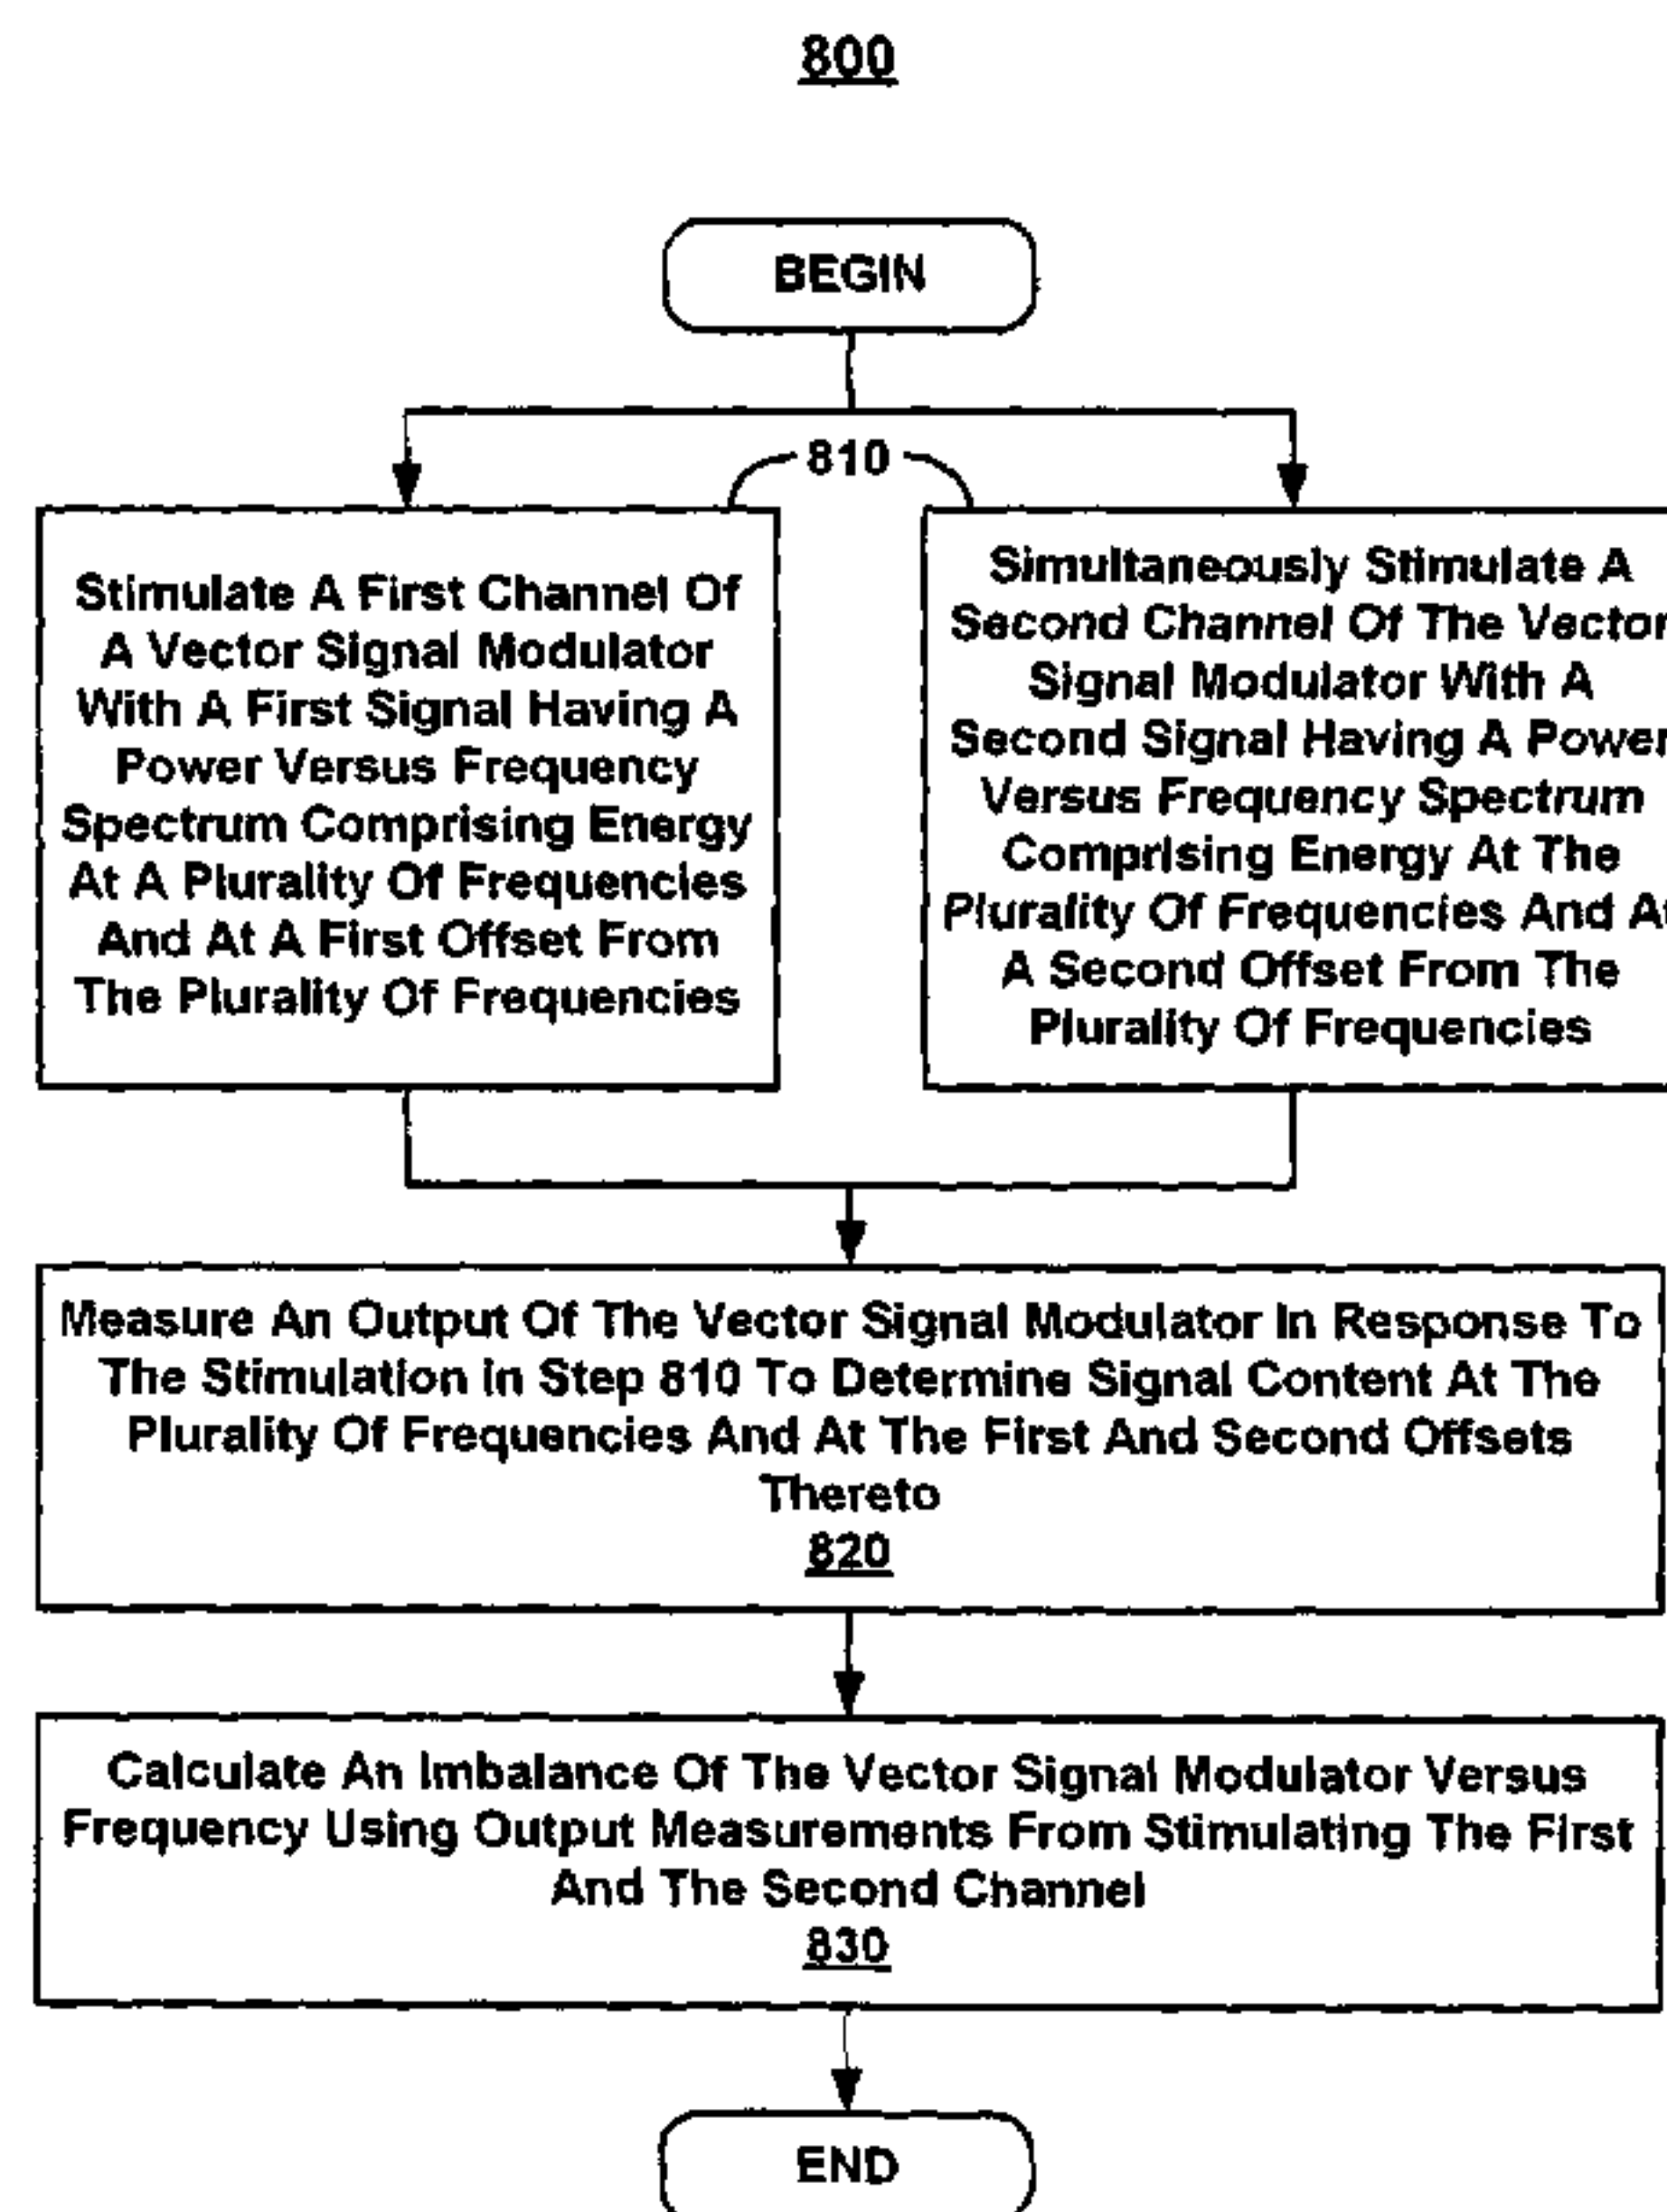 800
BEGIN
810
Stimulate A First Channel Of
A Vector Signal Modulator
With A First Signal Having A
Power Versus Frequency
Spectrum Comprising Energy
At A Plurality Of Frequencies
And At A First Offset From
The Plurality Of Frequencies
Simultaneously Stimulate A
Second Channel Of The Vector
Signal Modulator With A
Second Signal Having A Power
Versus Frequency Spectrum
Comprising Energy At The
Plurality Of Frequencies And At
A Second Offset From The
Plurality Of Frequencies
Measure An Output Of The Vector Signal Modulator In Response To
The Stimulation In Step 810 To Determine Signal Content At The
Plurality Of Frequencies And At The First And Second Offsets
Thereto
820
Calculate An Imbalance Of The Vector Signal Modulator Versus
Frequency Using Output Measurements From Stimulating The First
And The Second Channel
830
END